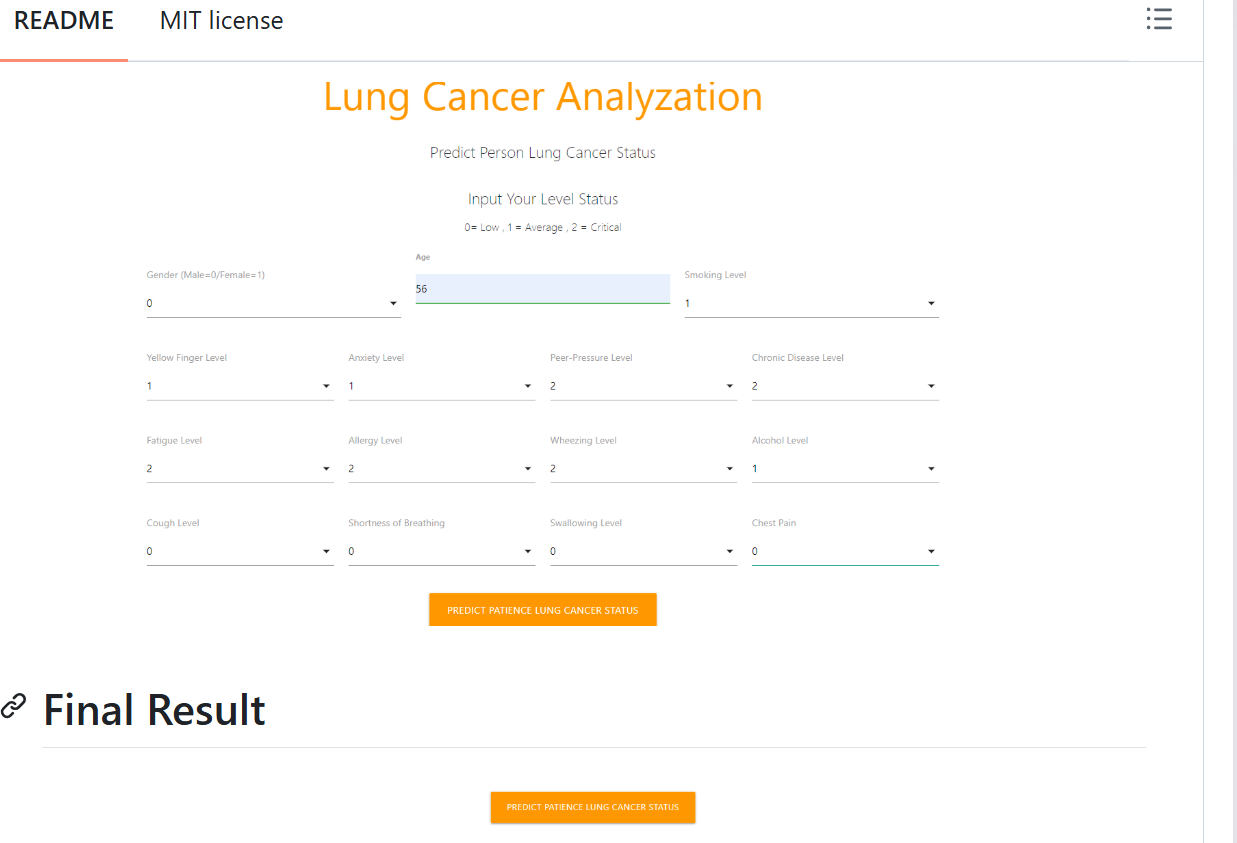 README MIT license
Lung Cancer Analyzation
Predict Person Lung Cancer Status
Input Your Level Status
0= Low , 1 = Average , 2 = Critical
Gender (Male=0/Female=1) Age Smoking Level
0 56 1
Yellow Finger Level Anxiety Level Peer-Pressure Level Chronic Disease Level
1 1 2 2
Fatigue Level Allergy Level Wheezing Level Alcohol Level
2 2 2 1
Cough Level Shortness of Breathing Swallowing Level Chest Pain
0 0 0 0
PREDICT PATIENCE LUNG CANCER STATUS
Final Result
PREDICT PATIENCE LUNG CANCER STATUS